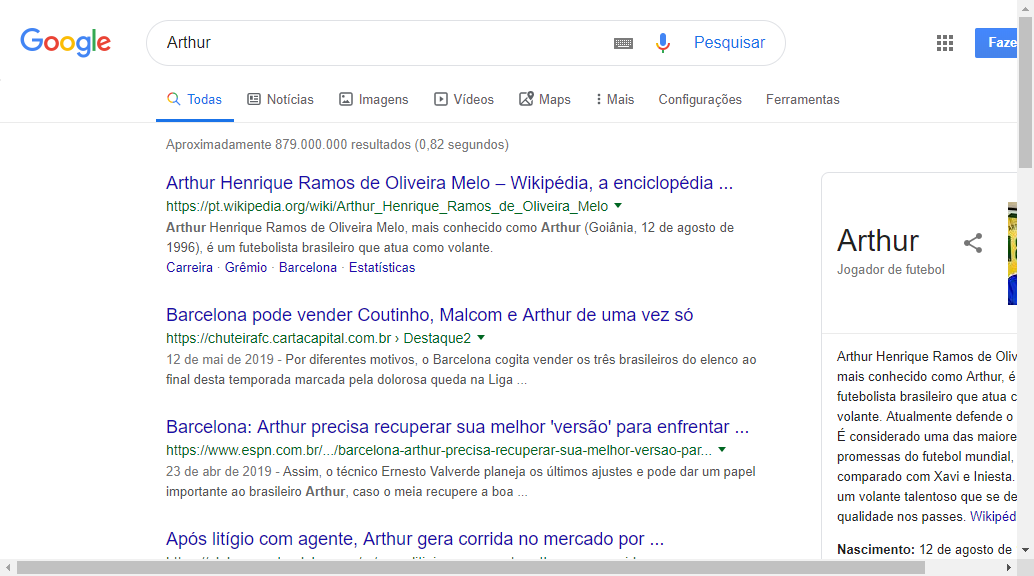 Google
Arthur
Pesquisar
Faze
Todas
Notícias
Imagens
Vídeos
Maps
Mais
Configurações
Ferramentas
Aproximadamente 879.000.000 resultados (0,82 segundos)
Arthur Henrique Ramos de Oliveira Melo – Wikipédia, a enciclopédia ...
https://pt.wikipedia.org/wiki/Arthur_Henrique_Ramos_de_Oliveira_Melo
Arthur Henrique Ramos de Oliveira Melo, mais conhecido como Arthur (Goiânia, 12 de agosto de
1996), é um futebolista brasileiro que atua como volante.
Carreira · Grêmio · Barcelona · Estatísticas
Barcelona pode vender Coutinho, Malcom e Arthur de uma vez só
https://chuteirafc.cartacapital.com.br › Destaque2
12 de mai de 2019 - Por diferentes motivos, o Barcelona cogita vender os três brasileiros do elenco ao
final desta temporada marcada pela dolorosa queda na Liga ...
Barcelona: Arthur precisa recuperar sua melhor 'versão' para enfrentar ...
https://www.espn.com.br/.../barcelona-arthur-precisa-recuperar-sua-melhor-versao-par...
23 de abr de 2019 - Assim, o técnico Ernesto Valverde planeja os últimos ajustes e pode dar um papel
importante ao brasileiro Arthur, caso o meia recupere a boa ...
Após litígio com agente, Arthur gera corrida no mercado por ...
Arthur
Jogador de futebol
Arthur Henrique Ramos de Oliv
mais conhecido como Arthur, é
futebolista brasileiro que atua c
volante. Atualmente defende o
É considerado uma das maiore
promessas do futebol mundial,
comparado com Xavi e Iniesta.
um volante talentoso que se de
qualidade nos passes. Wikipéd
Nascimento: 12 de agosto de